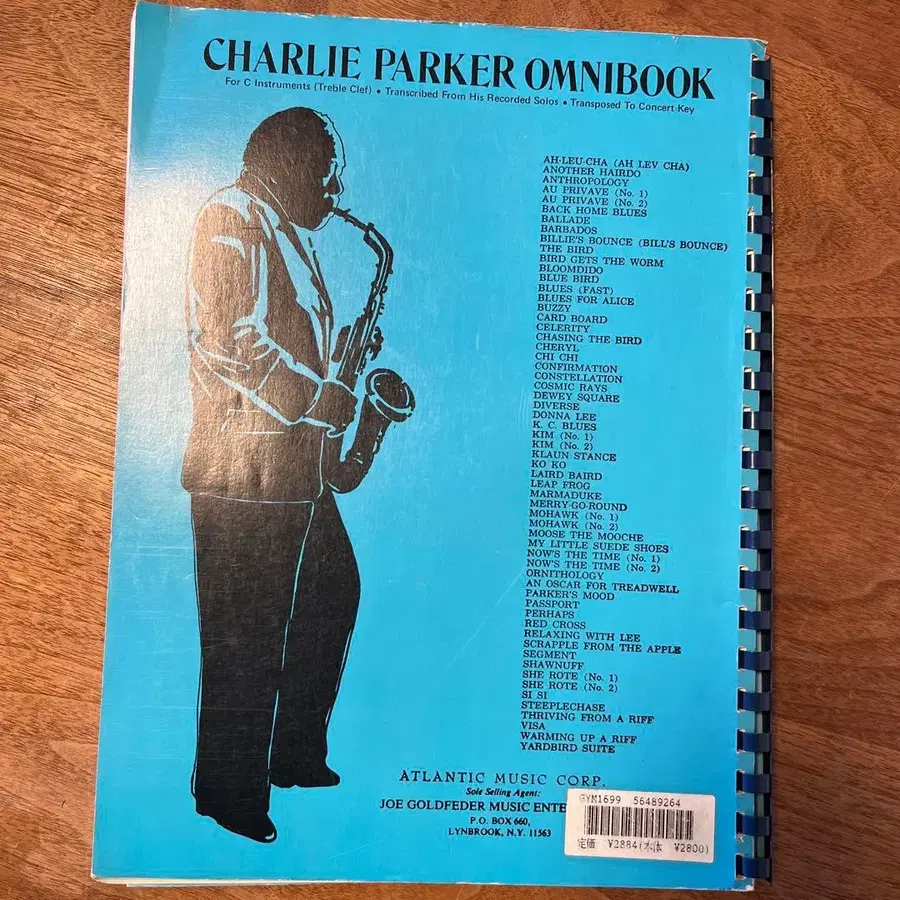 CHARLIE PARKER OMNIBOOK
For C Instruments (Treble Clef) • Transcribed From His Recorded Solos • Transposed To Concert Key
AH-LEU-CHA (AH LEV CHA)
ANOTHER HAIRDO
ANTHROPOLOGY
AU PRIVAVE (No. 1)
AU PRIVAVE (No. 2)
BACK HOME BLUES
BALLADE
BARBADOS
BILLIE'S BOUNCE (BILL'S BOUNCE)
THE BIRD
BIRD GETS THE WORM
BLOOMDIDO
BLUE BIRD
BLUES (FAST)
BLUES FOR ALICE
BUZZY
CARD BOARD
CELERITY
CHASING THE BIRD
CHERYL
CHI CHI
CONFIRMATION
CONSTELLATION
COSMIC RAYS
DEWEY SQUARE
DIVERSE
DONNA LEE
K. C. BLUES
KIM (No. 1)
KIM (No. 2)
KLAUN STANCE
KO KO
LAIRD BAIRD
LEAP FROG
MARMADUKE
MERRY-GO-ROUND
MOHAWK (No. 1)
MOHAWK (No. 2)
MOOSE THE MOOCHE
MY LITTLE SUEDE SHOES
NOW'S THE TIME (No. 1)
NOW'S THE TIME (No. 2)
ORNITHOLOGY
AN OSCAR FOR TREADWELL
PARKER'S MOOD
PASSPORT
PERHAPS
RED CROSS
RELAXING WITH LEE
SCRAPPLE FROM THE APPLE
SEGMENT
SHAWNUFF
SHE ROTE (No. 1)
SHE ROTE (No. 2)
SI SI
STEEPLECHASE
THRIVING FROM A RIFF
VISA
WARMING UP A RIFF
YARDBIRD SUITE
ATLANTIC MUSIC CORP.
Sole Selling Agent:
JOE GOLDFEDER MUSIC ENTE
P.O. BOX 660,
LYNBROOK, N.Y. 11563
GYM1699 56489264
定価 ¥2884(本体 ¥2800)